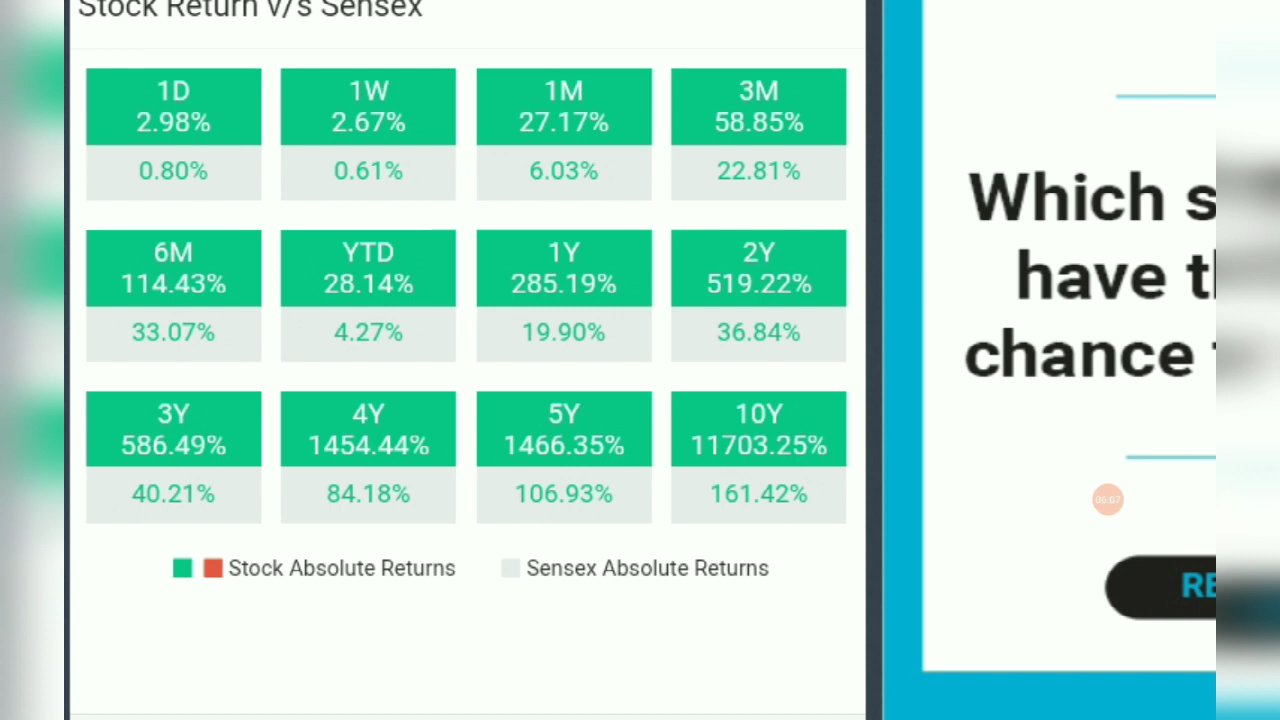 Stock Return v/s Sensex
1D
2.98%
0.80%
1W
2.67%
0.61%
1M
27.17%
6.03%
3M
58.85%
22.81%
6M
114.43%
33.07%
YTD
28.14%
4.27%
1Y
285.19%
19.90%
2Y
519.22%
36.84%
3Y
586.49%
40.21%
4Y
1454.44%
84.18%
5Y
1466.35%
106.93%
10Y
11703.25%
161.42%
Stock Absolute Returns
Sensex Absolute Returns
Which
have
chance
05:07